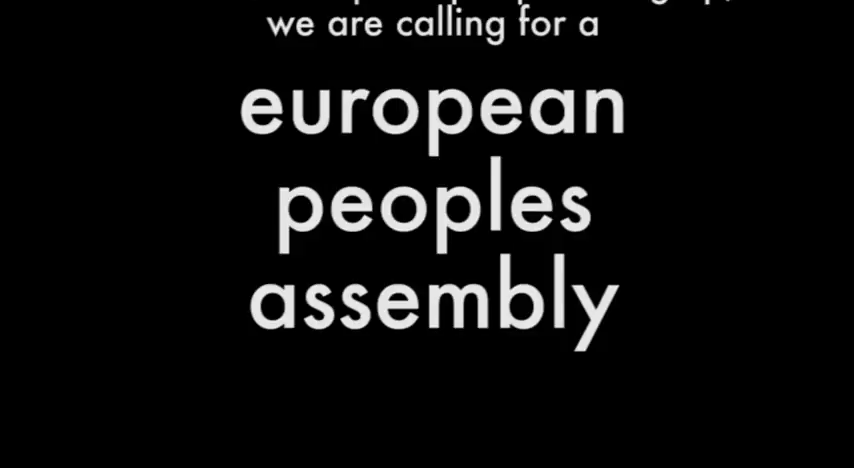 we are calling for a
european
peoples
assembly